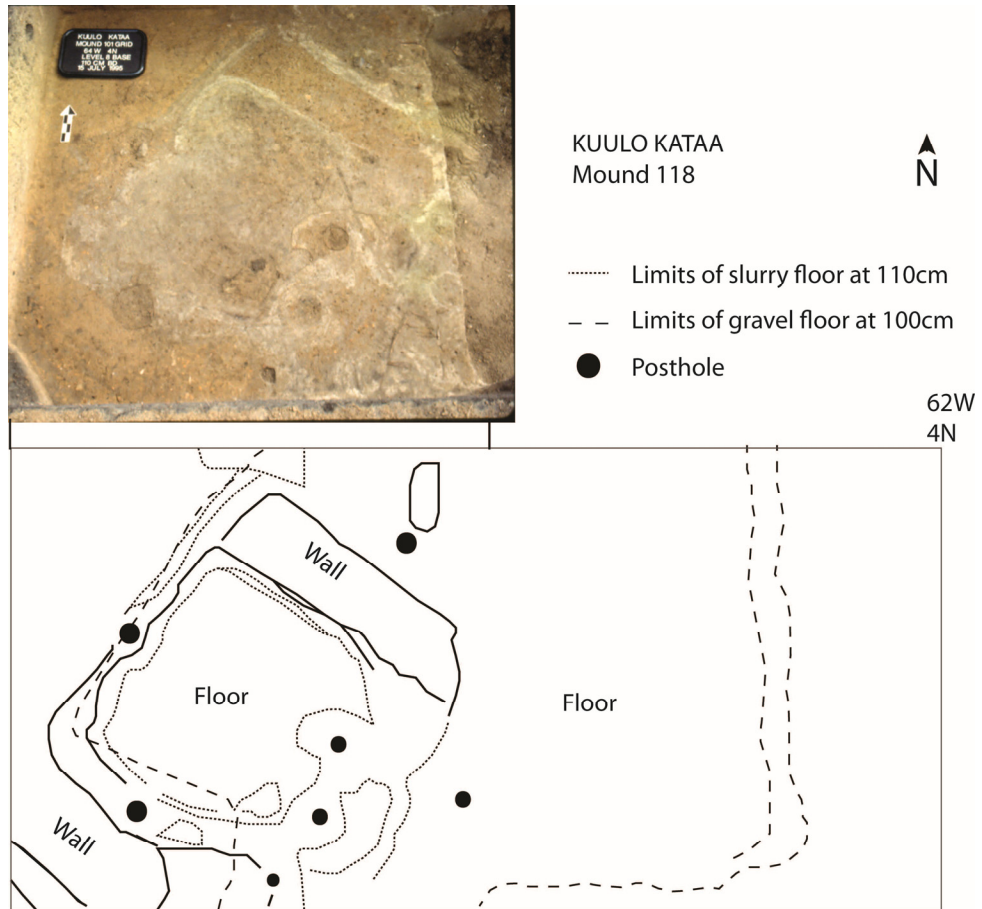 KUULO KATAA
MOUND 101 GRID
64 W 4N
LEVEL 8 BASE
110 CM BD
15 JULY 1995
KUULO KATAA
Mound 118
N
Limits of slurry floor at 110cm
Limits of gravel floor at 100cm
Posthole
62W
4N
Wall
Floor
Floor
Wall